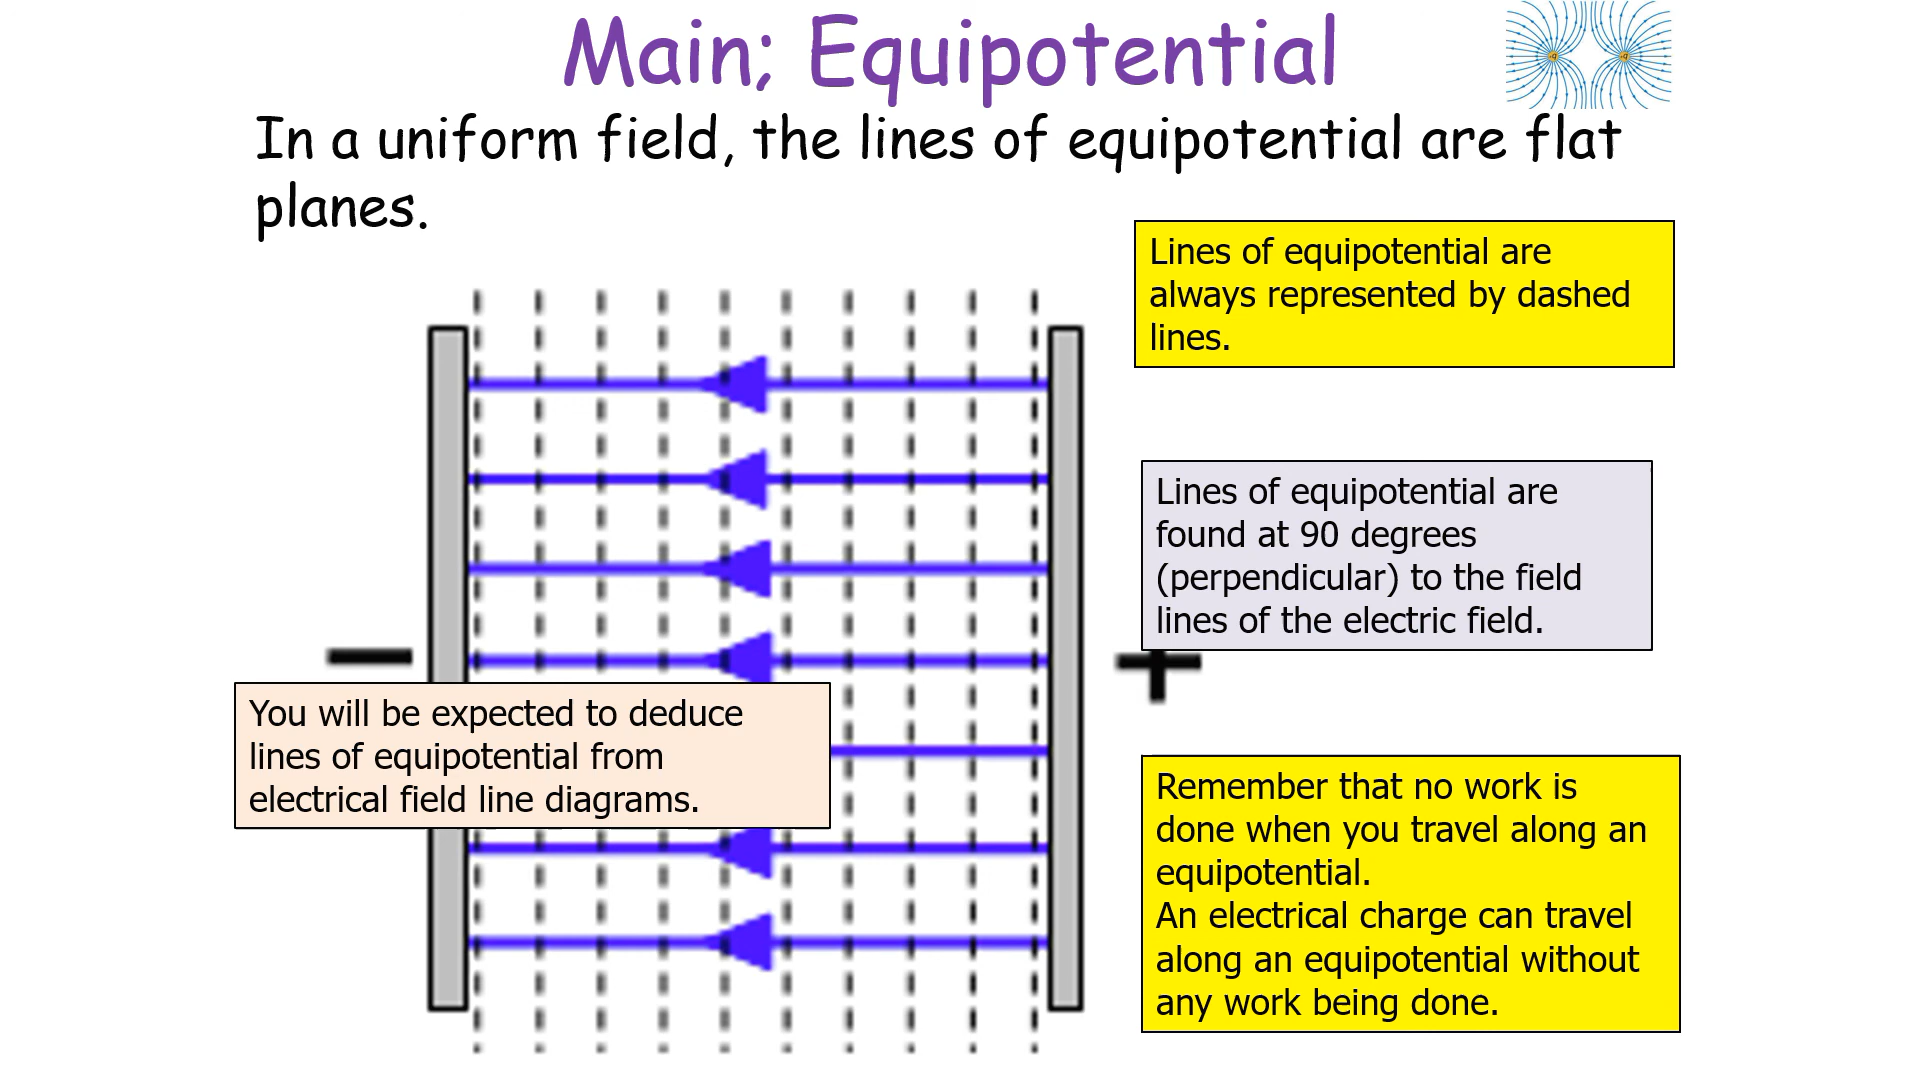 Main; Equipotential
In a uniform field, the lines of equipotential are flat
planes.
Lines of equipotential are
always represented by dashed
lines.
Lines of equipotential are
found at 90 degrees
(perpendicular) to the field
lines of the electric field.
You will be expected to deduce
lines of equipotential from
electrical field line diagrams.
Remember that no work is
done when you travel along an
equipotential.
An electrical charge can travel
along an equipotential without
any work being done.